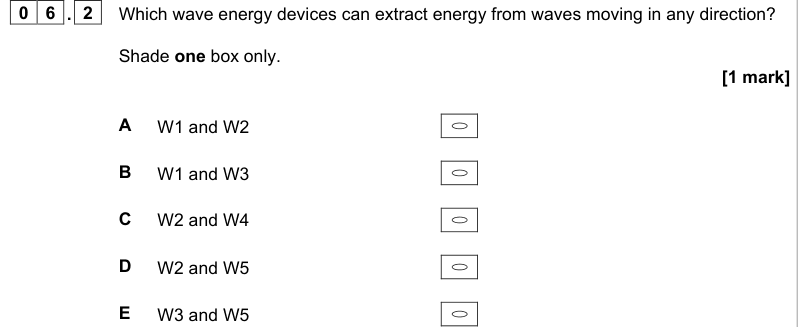 0 6 . 2 Which wave energy devices can extract energy from waves moving in any direction?
Shade one box only.
[1 mark]
A W1 and W2
B W1 and W3
C W2 and W4
D W2 and W5
E W3 and W5